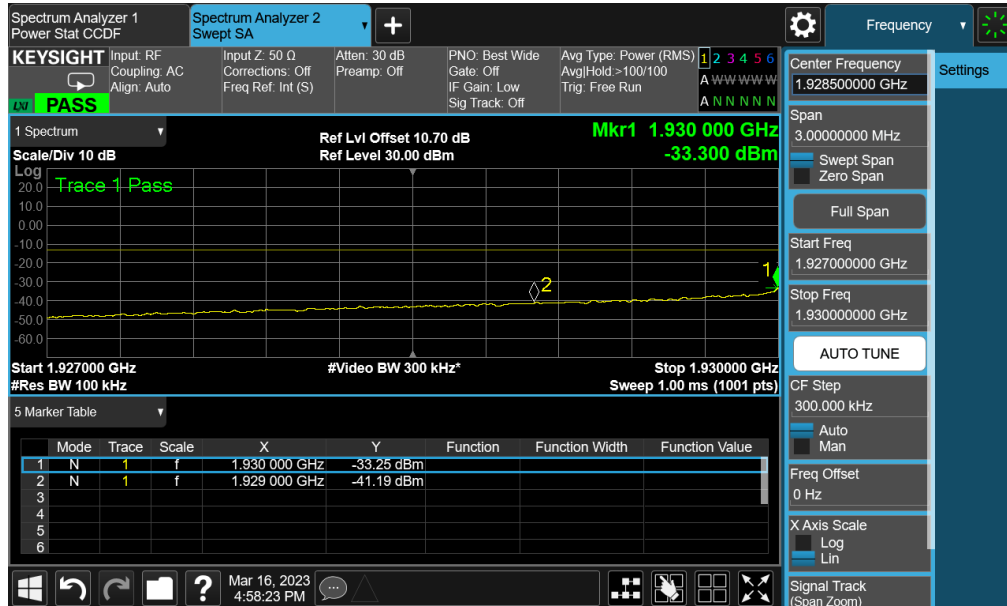 Spectrum Analyzer 1
Power Stat CCDF
Spectrum Analyzer 2
Swept SA
Frequency
KEYSIGHT
Input: RF
Coupling: AC
Align: Auto
Input Z: 50 Ω
Corrections: Off
Freq Ref: Int (S)
Atten: 30 dB
Preamp: Off
PNO: Best Wide
Gate: Off
IF Gain: Low
Sig Track: Off
Avg Type: Power (RMS)
Avg|Hold:>100/100
Trig: Free Run
1 2 3 4 5 6
A W W W W W
A N N N N N
LXI PASS
1 Spectrum
Scale/Div 10 dB
Ref Lvl Offset 10.70 dB
Ref Level 30.00 dBm
Mkr1 1.930 000 GHz
-33.300 dBm
Log
Trace 1 Pass
20.0
10.0
0.00
-10.0
-20.0
-30.0
-40.0
-50.0
-60.0
1
2
Start 1.927000 GHz
#Video BW 300 kHz*
Stop 1.930000 GHz
#Res BW 100 kHz
Sweep 1.00 ms (1001 pts)
5 Marker Table
Mode Trace Scale X Y Function Function Width Function Value
1 N 1 f 1.930 000 GHz -33.25 dBm
2 N 1 f 1.929 000 GHz -41.19 dBm
3
4
5
6
Mar 16, 2023
4:58:23 PM
?
Center Frequency
1.928500000 GHz
Settings
Span
3.00000000 MHz
Swept Span
Zero Span
Full Span
Start Freq
1.927000000 GHz
Stop Freq
1.930000000 GHz
AUTO TUNE
CF Step
300.000 kHz
Auto
Man
Freq Offset
0 Hz
X Axis Scale
Log
Lin
Signal Track
(Span Zoom)